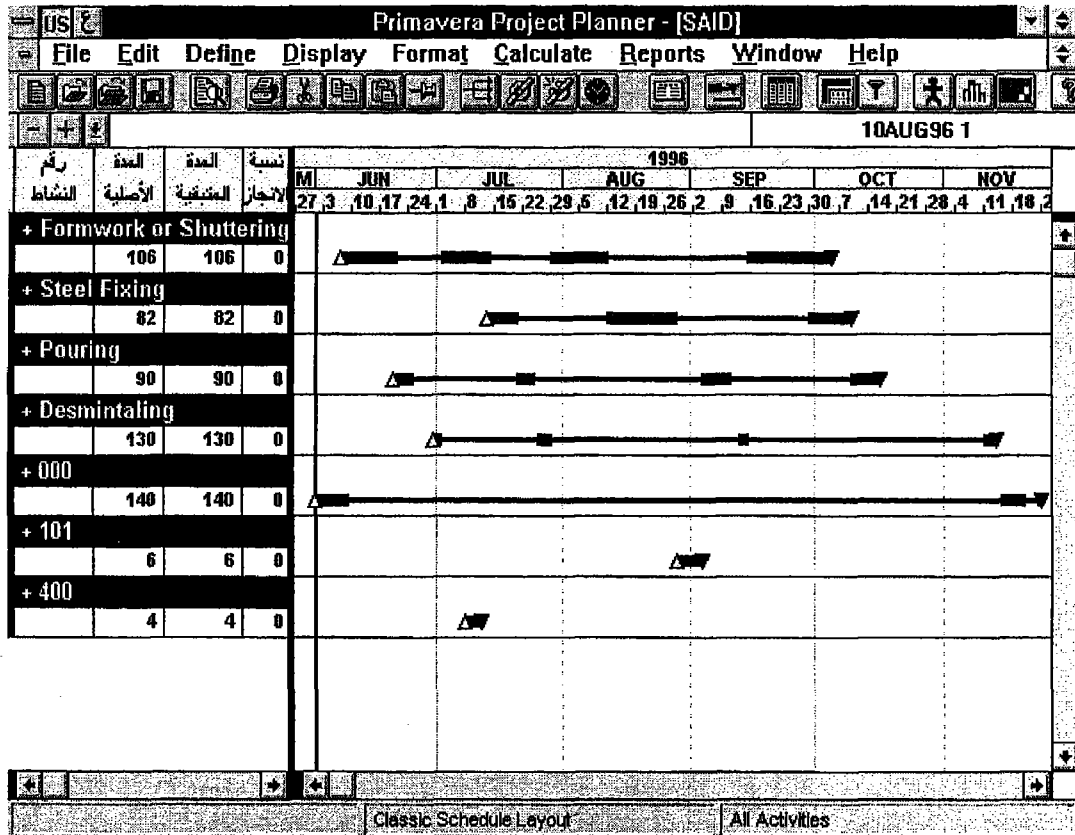 US ع Primavera Project Planner - [SAID]
File Edit Define Display Format Calculate Reports Window Help
10AUG96 1
رقم النشاط
المدة الأصلية
المدة المتبقية
نسبة الانجاز
1996
M JUN JUL AUG SEP OCT NOV
27 3 10 17 24 1 8 15 22 29 5 12 19 26 2 9 16 23 30 7 14 21 28 4 11 18 2
+ Formwork or Shuttering
106 106 0
+ Steel Fixing
82 82 0
+ Pouring
90 90 0
+ Desmintaling
130 130 0
+ 000
140 140 0
+ 101
6 6 0
+ 400
4 4 0
Classic Schedule Layout All Activities